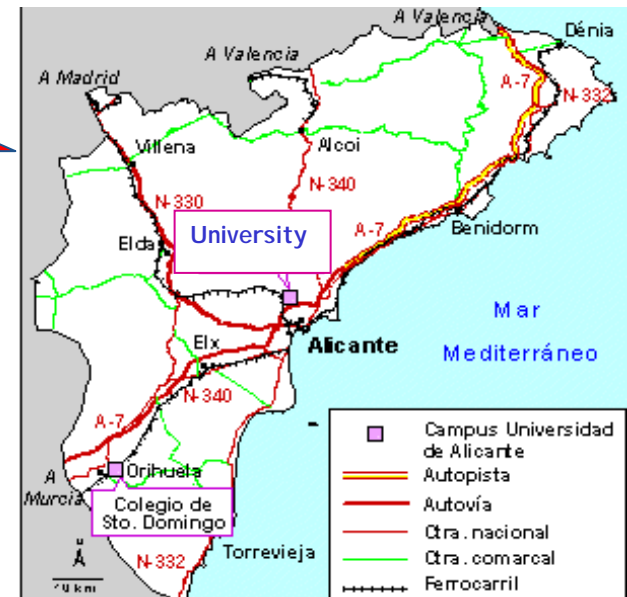 A Valencia
Dénia
A Valencia
A Madrid
A-7
N-332
Villena
Alcoi
N-340
N-330
University
A-7
Benidorm
Elda
Mar
Mediterráneo
Alicante
Elx
N-340
A-7
Orihuela
A
Murcia
Colegio de
Sto. Domingo
N-332
Torrevieja
Campus Universidad
de Alicante
Autopista
Autovía
Ctra. nacional
Ctra. comarcal
Ferrocarril